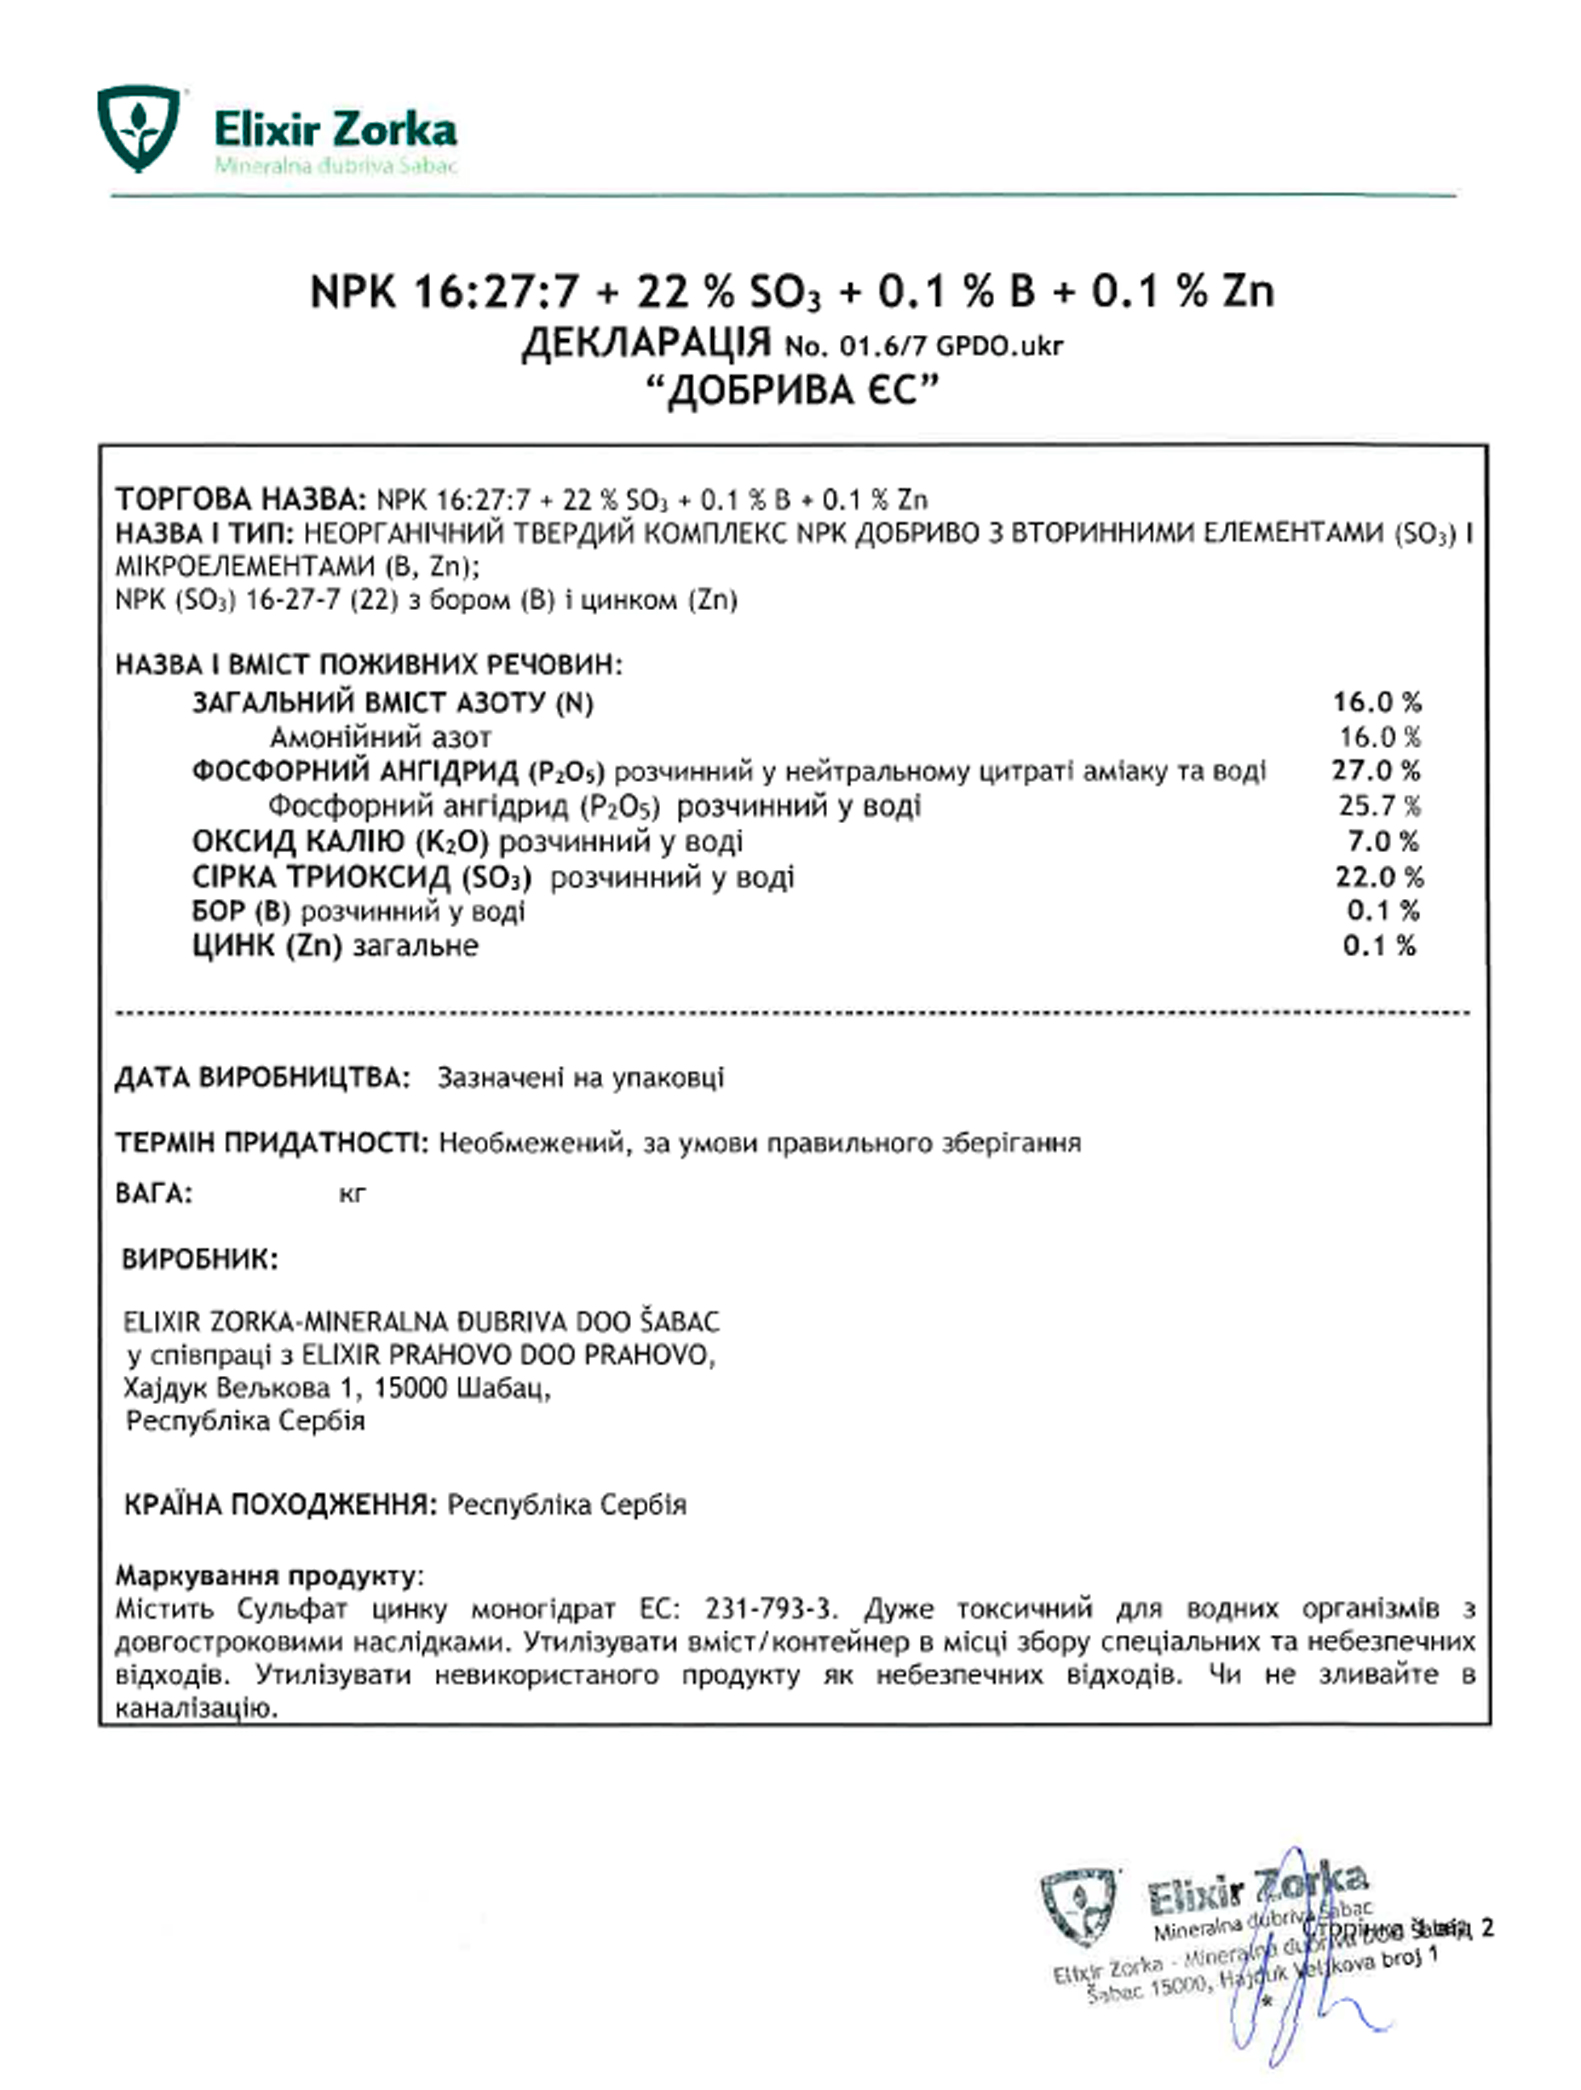 Elixir Zorka
Mineralna đubriva Šabac
NPK 16:27:7 + 22 % SO₃ + 0.1 % B + 0.1 % Zn
ДЕКЛАРАЦІЯ No. 01.6/7 GPDO.ukr
“ДОБРИВА ЄС”
ТОРГОВА НАЗВА: NPK 16:27:7 + 22 % SO₃ + 0.1 % B + 0.1 % Zn
НАЗВА І ТИП: НЕОРГАНІЧНИЙ ТВЕРДИЙ КОМПЛЕКС NPK ДОБРИВО З ВТОРИННИМИ ЕЛЕМЕНТАМИ (SO₃) І
МІКРОЕЛЕМЕНТАМИ (B, Zn);
NPK (SO₃) 16-27-7 (22) з бором (B) і цинком (Zn)
НАЗВА І ВМІСТ ПОЖИВНИХ РЕЧОВИН:
ЗАГАЛЬНИЙ ВМІСТ АЗОТУ (N) 16.0 %
Амонійний азот 16.0 %
ФОСФОРНИЙ АНГІДРИД (P₂O₅) розчинний у нейтральному цитраті аміаку та воді 27.0 %
Фосфорний ангідрид (P₂O₅) розчинний у воді 25.7 %
ОКСИД КАЛІЮ (K₂O) розчинний у воді 7.0 %
СІРКА ТРИОКСИД (SO₃) розчинний у воді 22.0 %
БОР (B) розчинний у воді 0.1 %
ЦИНК (Zn) загальне 0.1 %
ДАТА ВИРОБНИЦТВА: Зазначені на упаковці
ТЕРМІН ПРИДАТНОСТІ: Необмежений, за умови правильного зберігання
ВАГА: кг
ВИРОБНИК:
ELIXIR ZORKA-MINERALNA ĐUBRIVA DOO ŠABAC
у співпраці з ELIXIR PRAHOVO DOO PRAHOVO,
Хајдук Вељкова 1, 15000 Шабац,
Республіка Сербія
КРАЇНА ПОХОДЖЕННЯ: Республіка Сербія
Маркування продукту:
Містить Сульфат цинку моногідрат ЕС: 231-793-3. Дуже токсичний для водних організмів з
довгостроковими наслідками. Утилізувати вміст/контейнер в місці збору спеціальних та небезпечних
відходів. Утилізувати невикористаного продукту як небезпечних відходів. Чи не зливайте в
каналізацію.
Elixir Zorka
Mineralna đubriva Šabac
Сторінка 1 від 2
Elixir Zorka - Mineralna đubriva DOO Šabac
Šabac 15000, Hajduk Veljkova broj 1
*